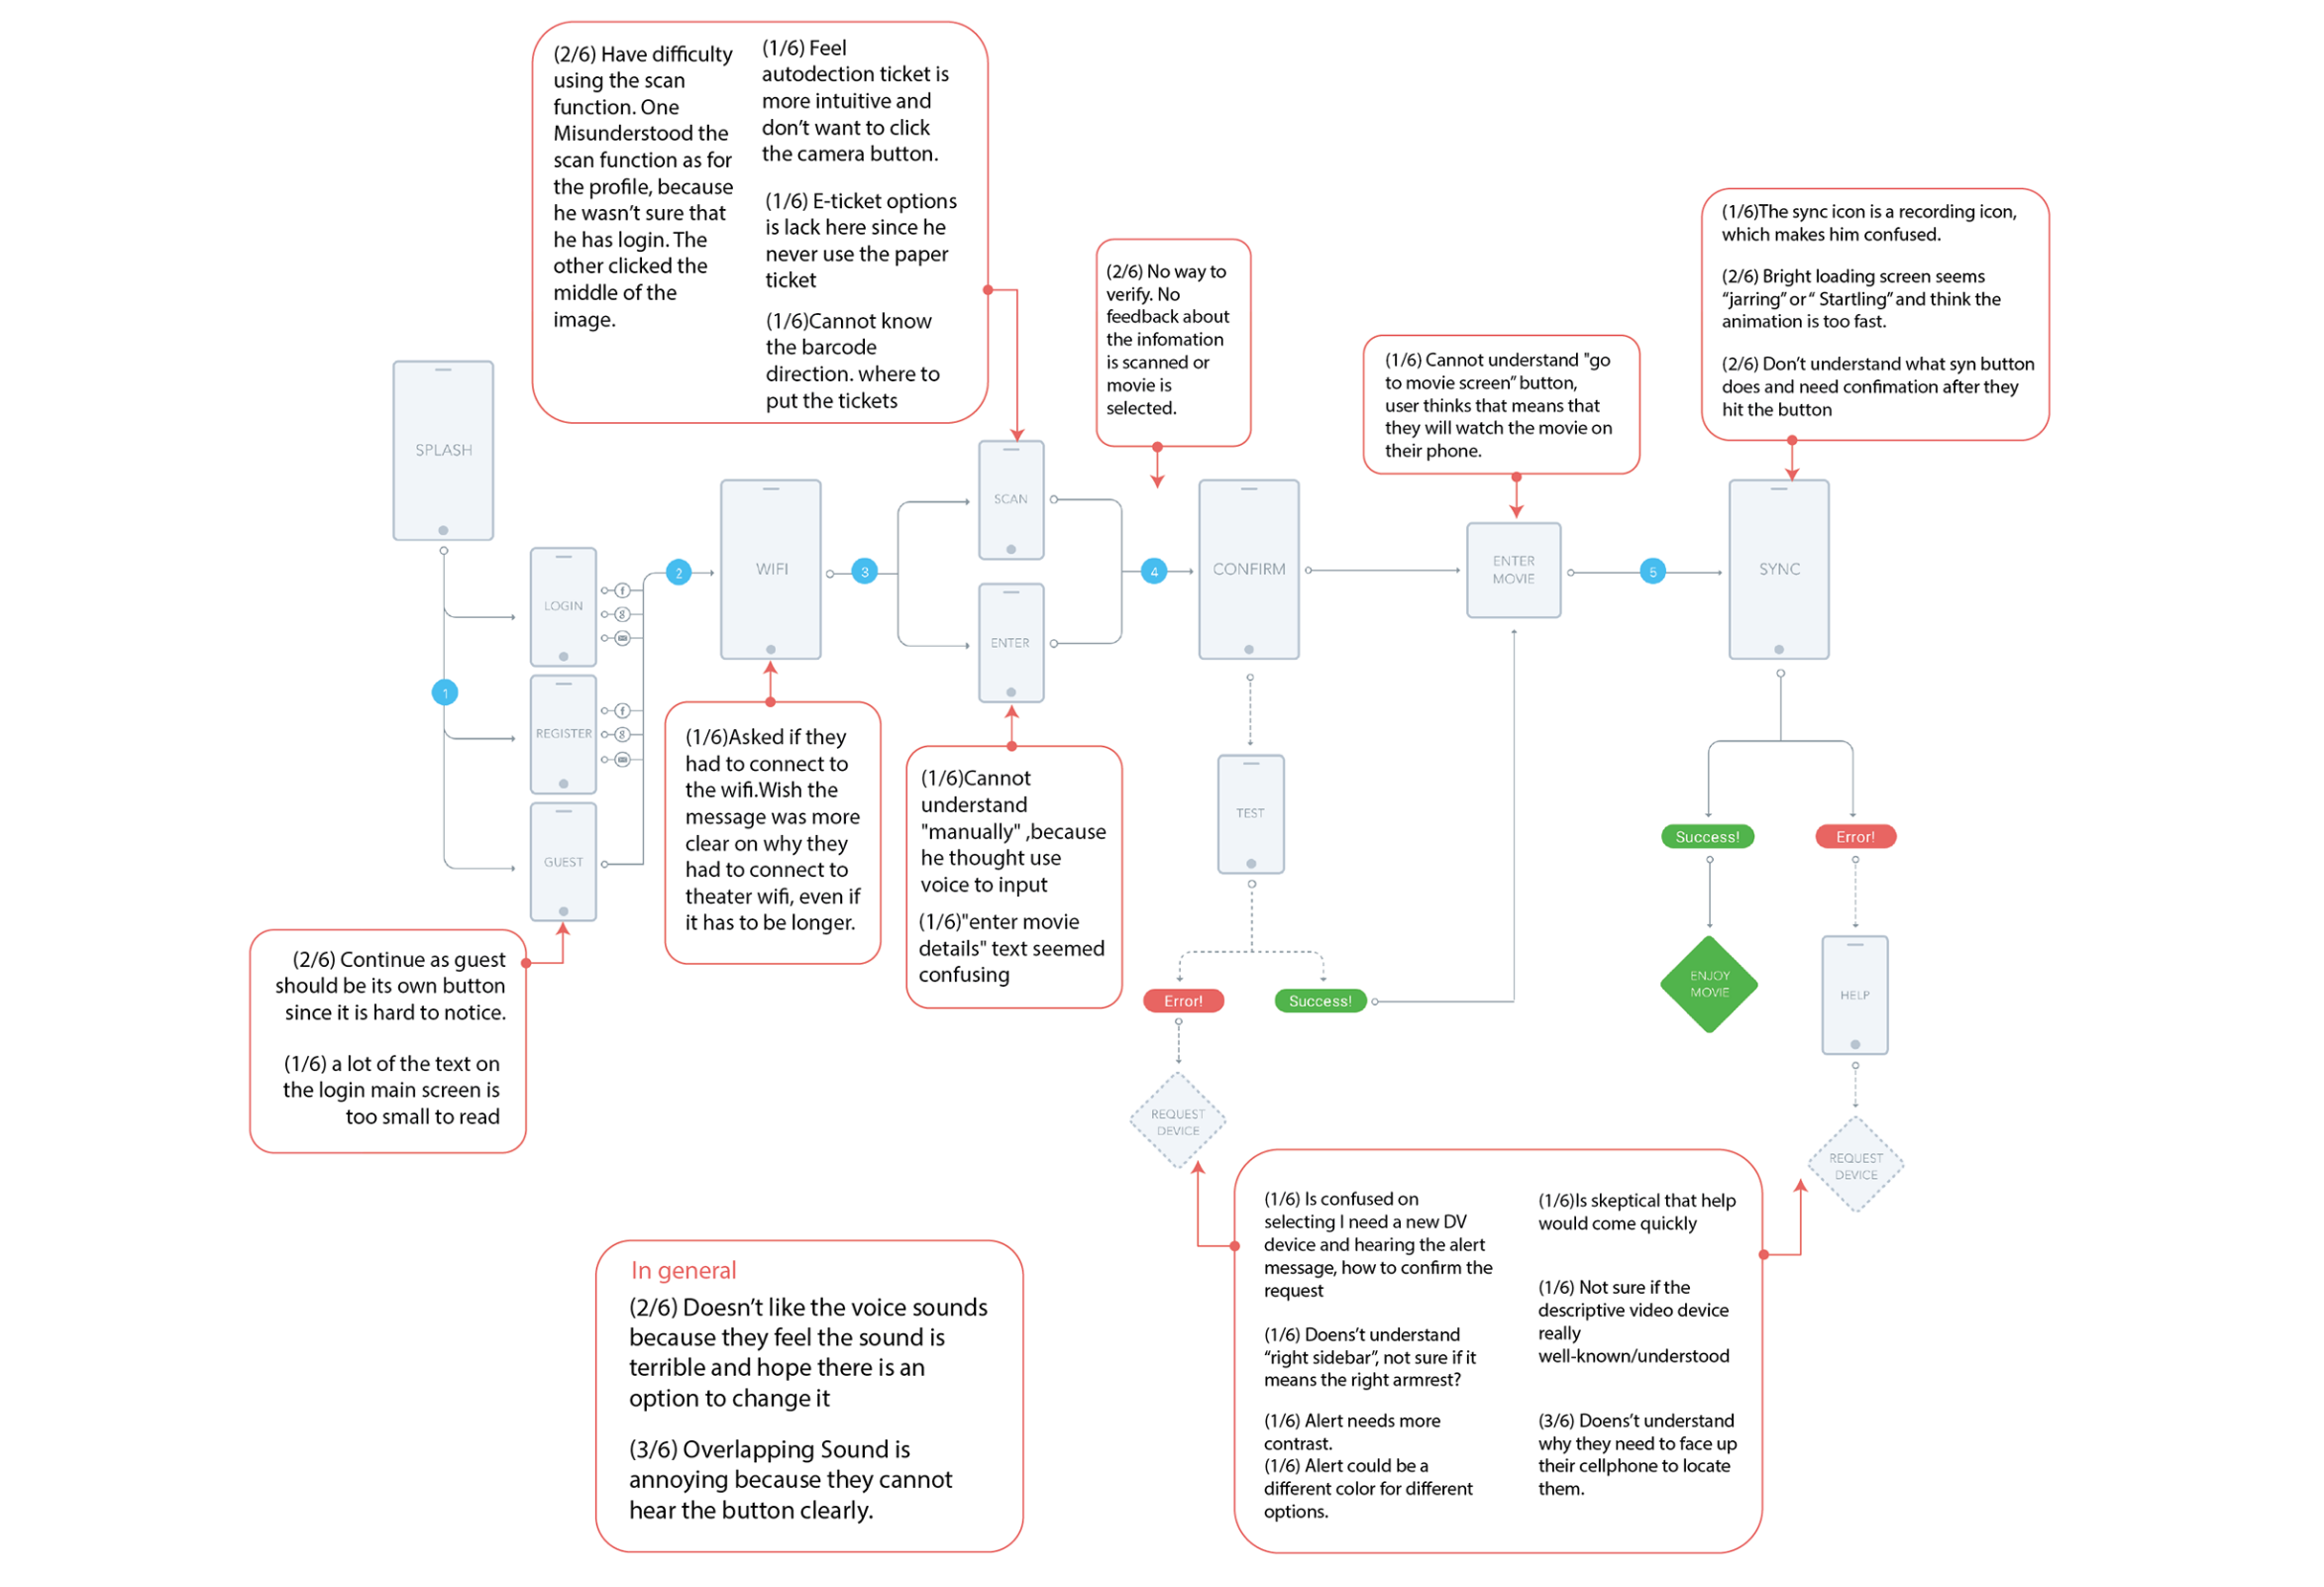 (2/6) Have difficulty
using the scan
function. One
Misunderstood the
scan function as for
the profile, because
he wasn't sure that
he has login. The
other clicked the
middle of the
image.
(1/6) Feel
autodection ticket is
more intuitive and
don't want to click
the camera button.
(1/6) E-ticket options
is lack here since he
never use the paper
ticket
(1/6)Cannot know
the barcode
direction. where to
put the tickets
(2/6) No way to
verify. No
feedback about
the infomation
is scanned or
movie is
selected.
(1/6) Cannot understand "go
to movie screen" button,
user thinks that means that
they will watch the movie on
their phone.
(1/6)The sync icon is a recording icon,
which makes him confused.
(2/6) Bright loading screen seems
"jarring" or " Startling" and think the
animation is too fast.
(2/6) Don't understand what syn button
does and need confimation after they
hit the button
SPLASH
1
LOGIN
f
g
REGISTER
f
g
GUEST
2
WIFI
3
SCAN
ENTER
4
CONFIRM
ENTER
MOVIE
5
SYNC
(2/6) Continue as guest
should be its own button
since it is hard to notice.
(1/6) a lot of the text on
the login main screen is
too small to read
(1/6)Asked if they
had to connect to
the wifi.Wish the
message was more
clear on why they
had to connect to
theater wifi, even if
it has to be longer.
(1/6)Cannot
understand
"manually" ,because
he thought use
voice to input
(1/6)"enter movie
details" text seemed
confusing
TEST
Error!
Success!
REQUEST
DEVICE
Success!
Error!
ENJOY
MOVIE
HELP
REQUEST
DEVICE
In general
(2/6) Doesn't like the voice sounds
because they feel the sound is
terrible and hope there is an
option to change it
(3/6) Overlapping Sound is
annoying because they cannot
hear the button clearly.
(1/6) Is confused on
selecting I need a new DV
device and hearing the alert
message, how to confirm the
request
(1/6) Doens't understand
"right sidebar", not sure if it
means the right armrest?
(1/6) Alert needs more
contrast.
(1/6) Alert could be a
different color for different
options.
(1/6)Is skeptical that help
would come quickly
(1/6) Not sure if the
descriptive video device
really
well-known/understood
(3/6) Doens't understand
why they need to face up
their cellphone to locate
them.